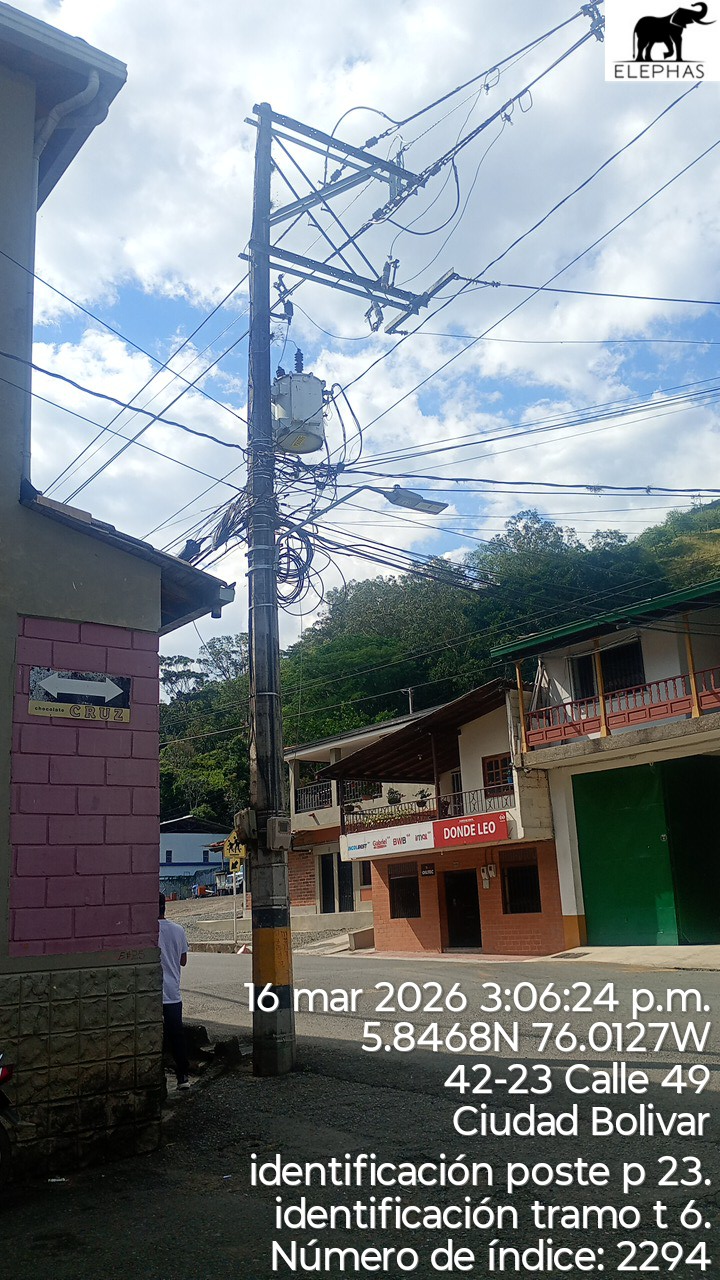 ELEPHAS
chocolate CRUZ
DONDE LEO
16 mar 2026 3:06:24 p.m.
5.8468N 76.0127W
42-23 Calle 49
Ciudad Bolivar
identificación poste p 23.
identificación tramo t 6.
Número de índice: 2294